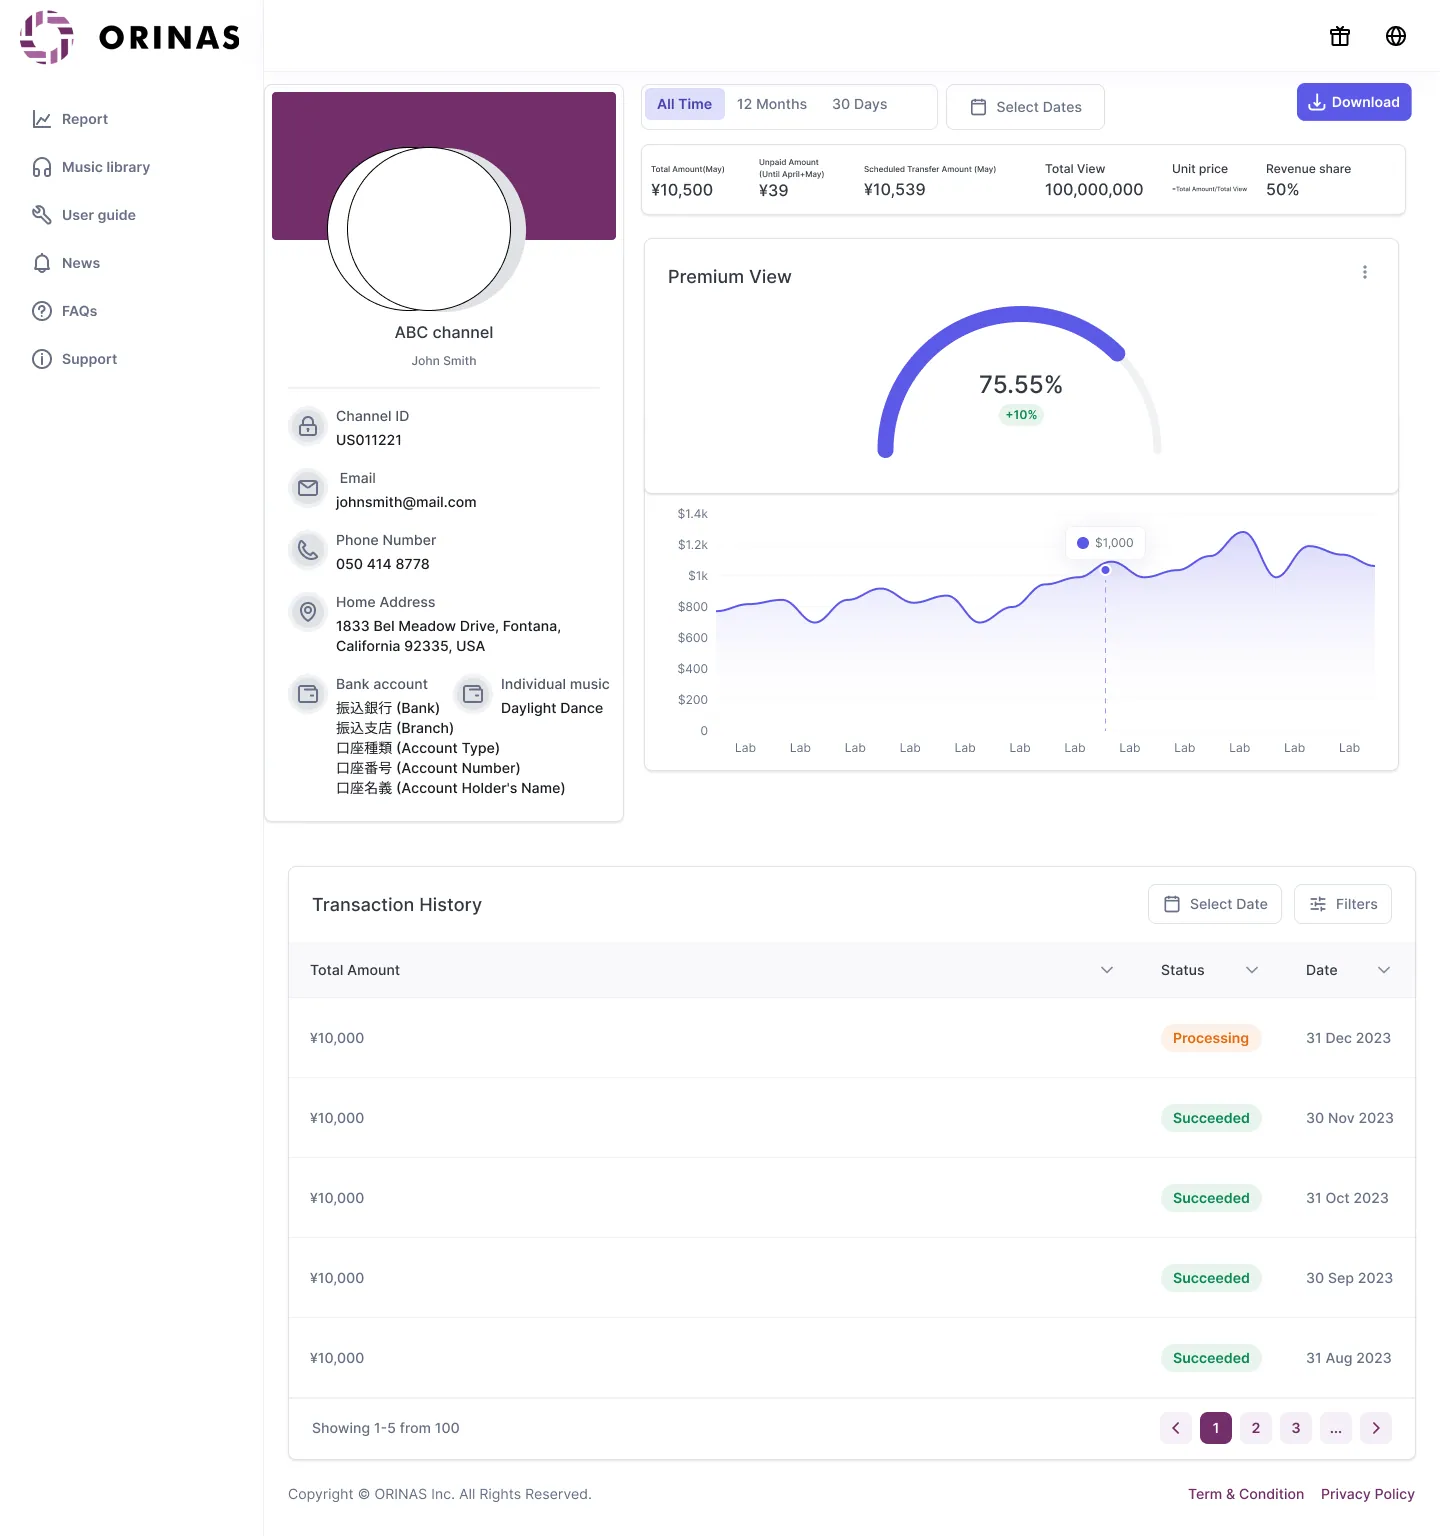 ORINAS
Report
Music library
User guide
News
FAQs
Support
ABC channel
John Smith
Channel ID
US011221
Email
johnsmith@mail.com
Phone Number
050 414 8778
Home Address
1833 Bel Meadow Drive, Fontana,
California 92335, USA
Bank account
振込銀行 (Bank)
振込支店 (Branch)
口座種類 (Account Type)
口座番号 (Account Number)
口座名義 (Account Holder's Name)
Individual music
Daylight Dance
All Time 12 Months 30 Days
Select Dates
Download
Total Amount(May)
¥10,500
Unpaid Amount
(Until April+May)
¥39
Scheduled Transfer Amount (May)
¥10,539
Total View
100,000,000
Unit price
=Total Amount/Total View
Revenue share
50%
Premium View
75.55%
+10%
$1.4k
$1.2k
$1k
$800
$600
$400
$200
0
$1,000
Lab Lab Lab Lab Lab Lab Lab Lab Lab Lab Lab Lab
Transaction History
Select Date
Filters
Total Amount Status Date
¥10,000 Processing 31 Dec 2023
¥10,000 Succeeded 30 Nov 2023
¥10,000 Succeeded 31 Oct 2023
¥10,000 Succeeded 30 Sep 2023
¥10,000 Succeeded 31 Aug 2023
Showing 1-5 from 100
1 2 3 ...
Copyright © ORINAS Inc. All Rights Reserved.
Term & Condition Privacy Policy